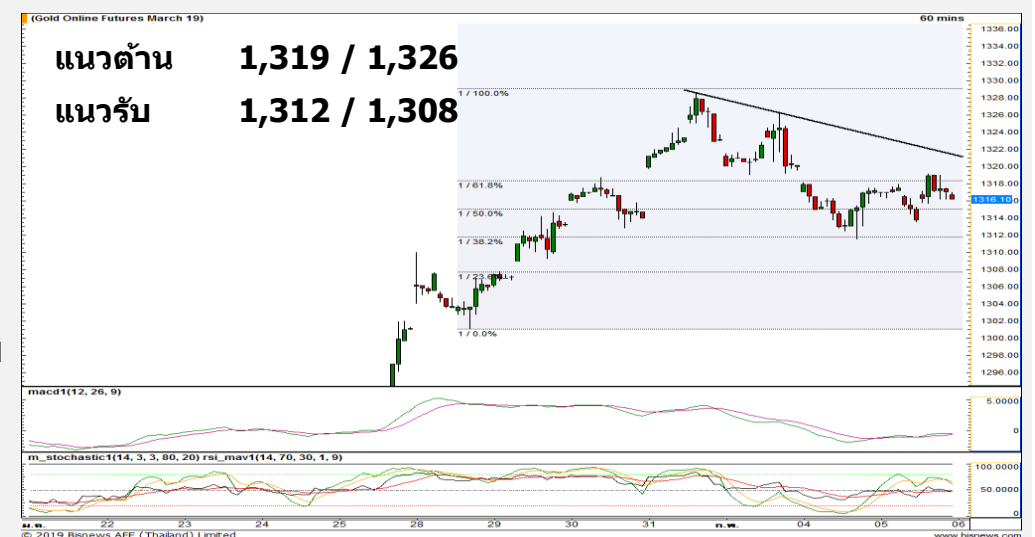 (Gold Online Futures March 19) 60 mins
แนวต้าน 1,319 / 1,326
แนวรับ 1,312 / 1,308
1336.00
1334.00
1332.00
1330.00
1 / 100.0%
1328.00
1326.00
1324.00
1322.00
1320.00
1 / 61.8%
1318.00
1316.10
1 / 50.0%
1314.00
1312.00
1 / 38.2%
1310.00
1308.00
1306.00
1304.00
1302.00
1 / 0.0%
1300.00
1298.00
1296.00
macd1(12, 26, 9)
5.0000
0
m_stochastic1(14, 3, 3, 80, 20) rsi_mav1(14, 70, 30, 1, 9)
100.0000
50.0000
0
ม.ค. 22 23 24 25 28 29 30 31 ก.พ. 04 05 06
© 2019 Bisnews AFE (Thailand) Limited www.bisnews.com